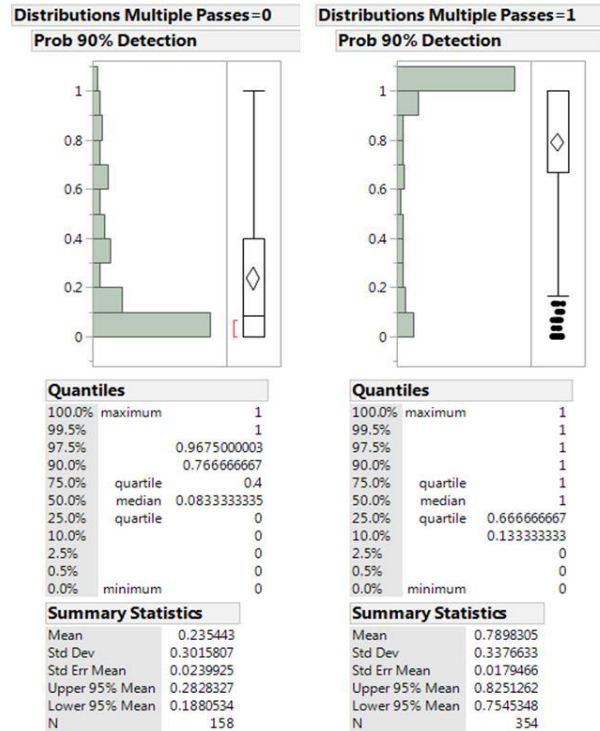 Distributions Multiple Passes=0
Prob 90% Detection
1
0.8
0.6
0.4
0.2
0
Quantiles
100.0% maximum 1
99.5% 1
97.5% 0.9675000003
90.0% 0.766666667
75.0% quartile 0.4
50.0% median 0.0833333335
25.0% quartile 0
10.0% 0
2.5% 0
0.5% 0
0.0% minimum 0
Summary Statistics
Mean 0.235443
Std Dev 0.3015807
Std Err Mean 0.0239925
Upper 95% Mean 0.2828327
Lower 95% Mean 0.1880534
N 158
Distributions Multiple Passes=1
Prob 90% Detection
1
0.8
0.6
0.4
0.2
0
Quantiles
100.0% maximum 1
99.5% 1
97.5% 1
90.0% 1
75.0% quartile 1
50.0% median 1
25.0% quartile 0.666666667
10.0% 0.133333333
2.5% 0
0.5% 0
0.0% minimum 0
Summary Statistics
Mean 0.7898305
Std Dev 0.3376633
Std Err Mean 0.0179466
Upper 95% Mean 0.8251262
Lower 95% Mean 0.7545348
N 354